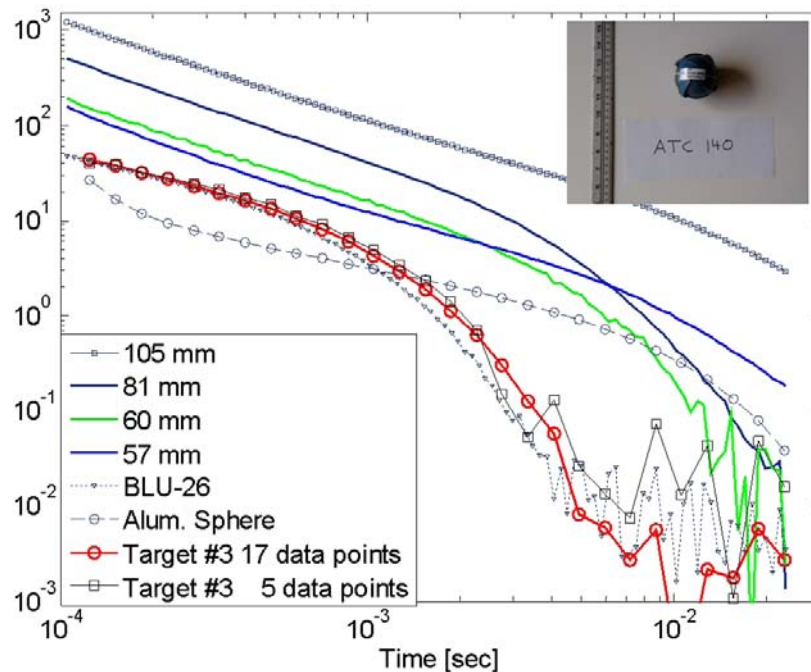 10^3
10^2
10^1
10^0
10^-1
10^-2
10^-3
ATC 140
105 mm
81 mm
60 mm
57 mm
BLU-26
Alum. Sphere
Target #3 17 data points
Target #3 5 data points
10^-4
10^-3
10^-2
Time [sec]